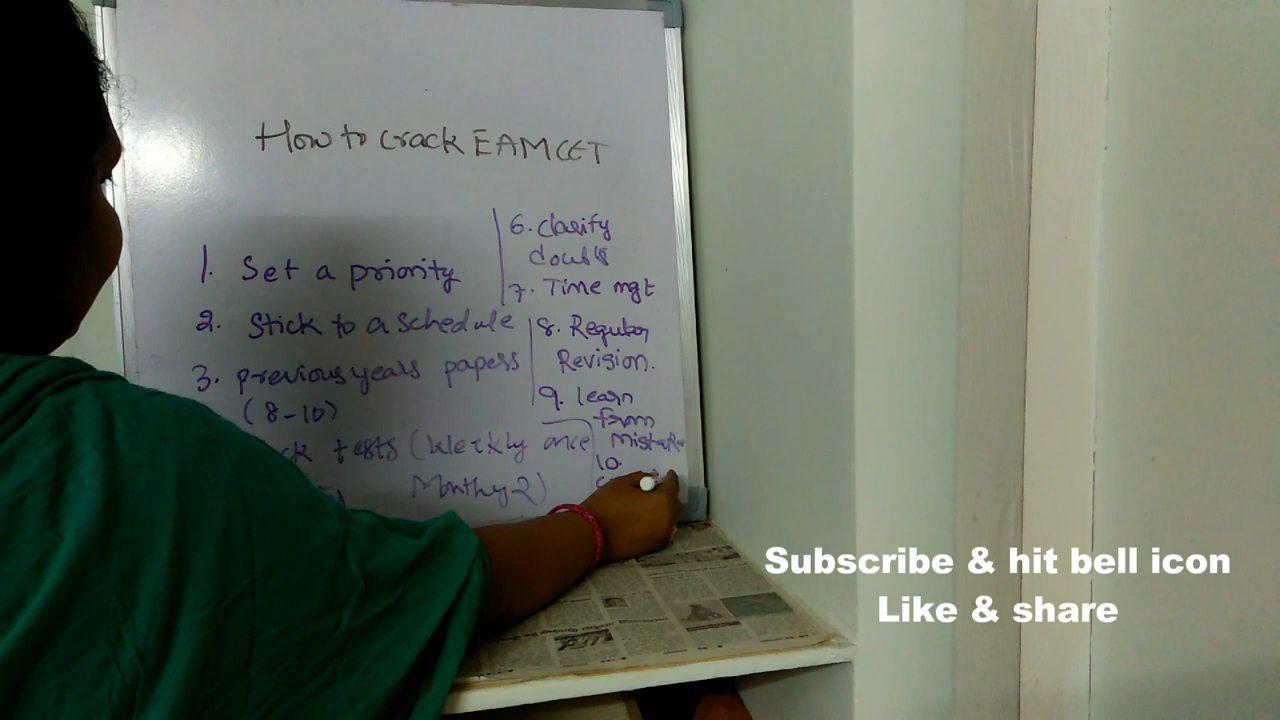 How to crack EAMCET
1. Set a priority
2. Stick to a schedule
3. previous years papers
(8-10)
tests (Weekly once
Monthy 2)
6. clarify
doubts
7. Time mgt
8. Regular
Revision.
9. learn
from
mistake
10.
Subscribe & hit bell icon
Like & share